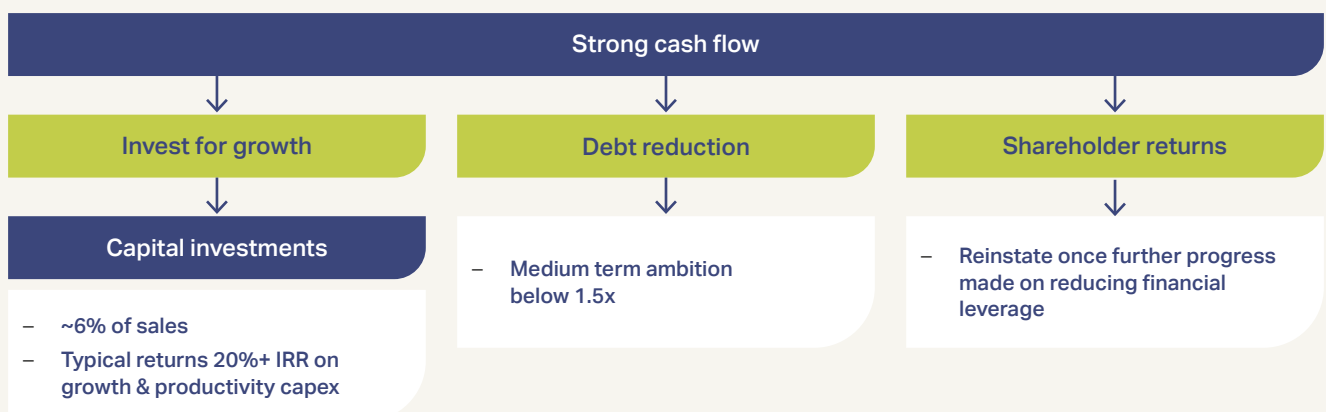 Strong cash flow
Invest for growth
Capital investments
– ~6% of sales
– Typical returns 20%+ IRR on
growth & productivity capex
Debt reduction
– Medium term ambition
below 1.5x
Shareholder returns
– Reinstate once further progress
made on reducing financial
leverage